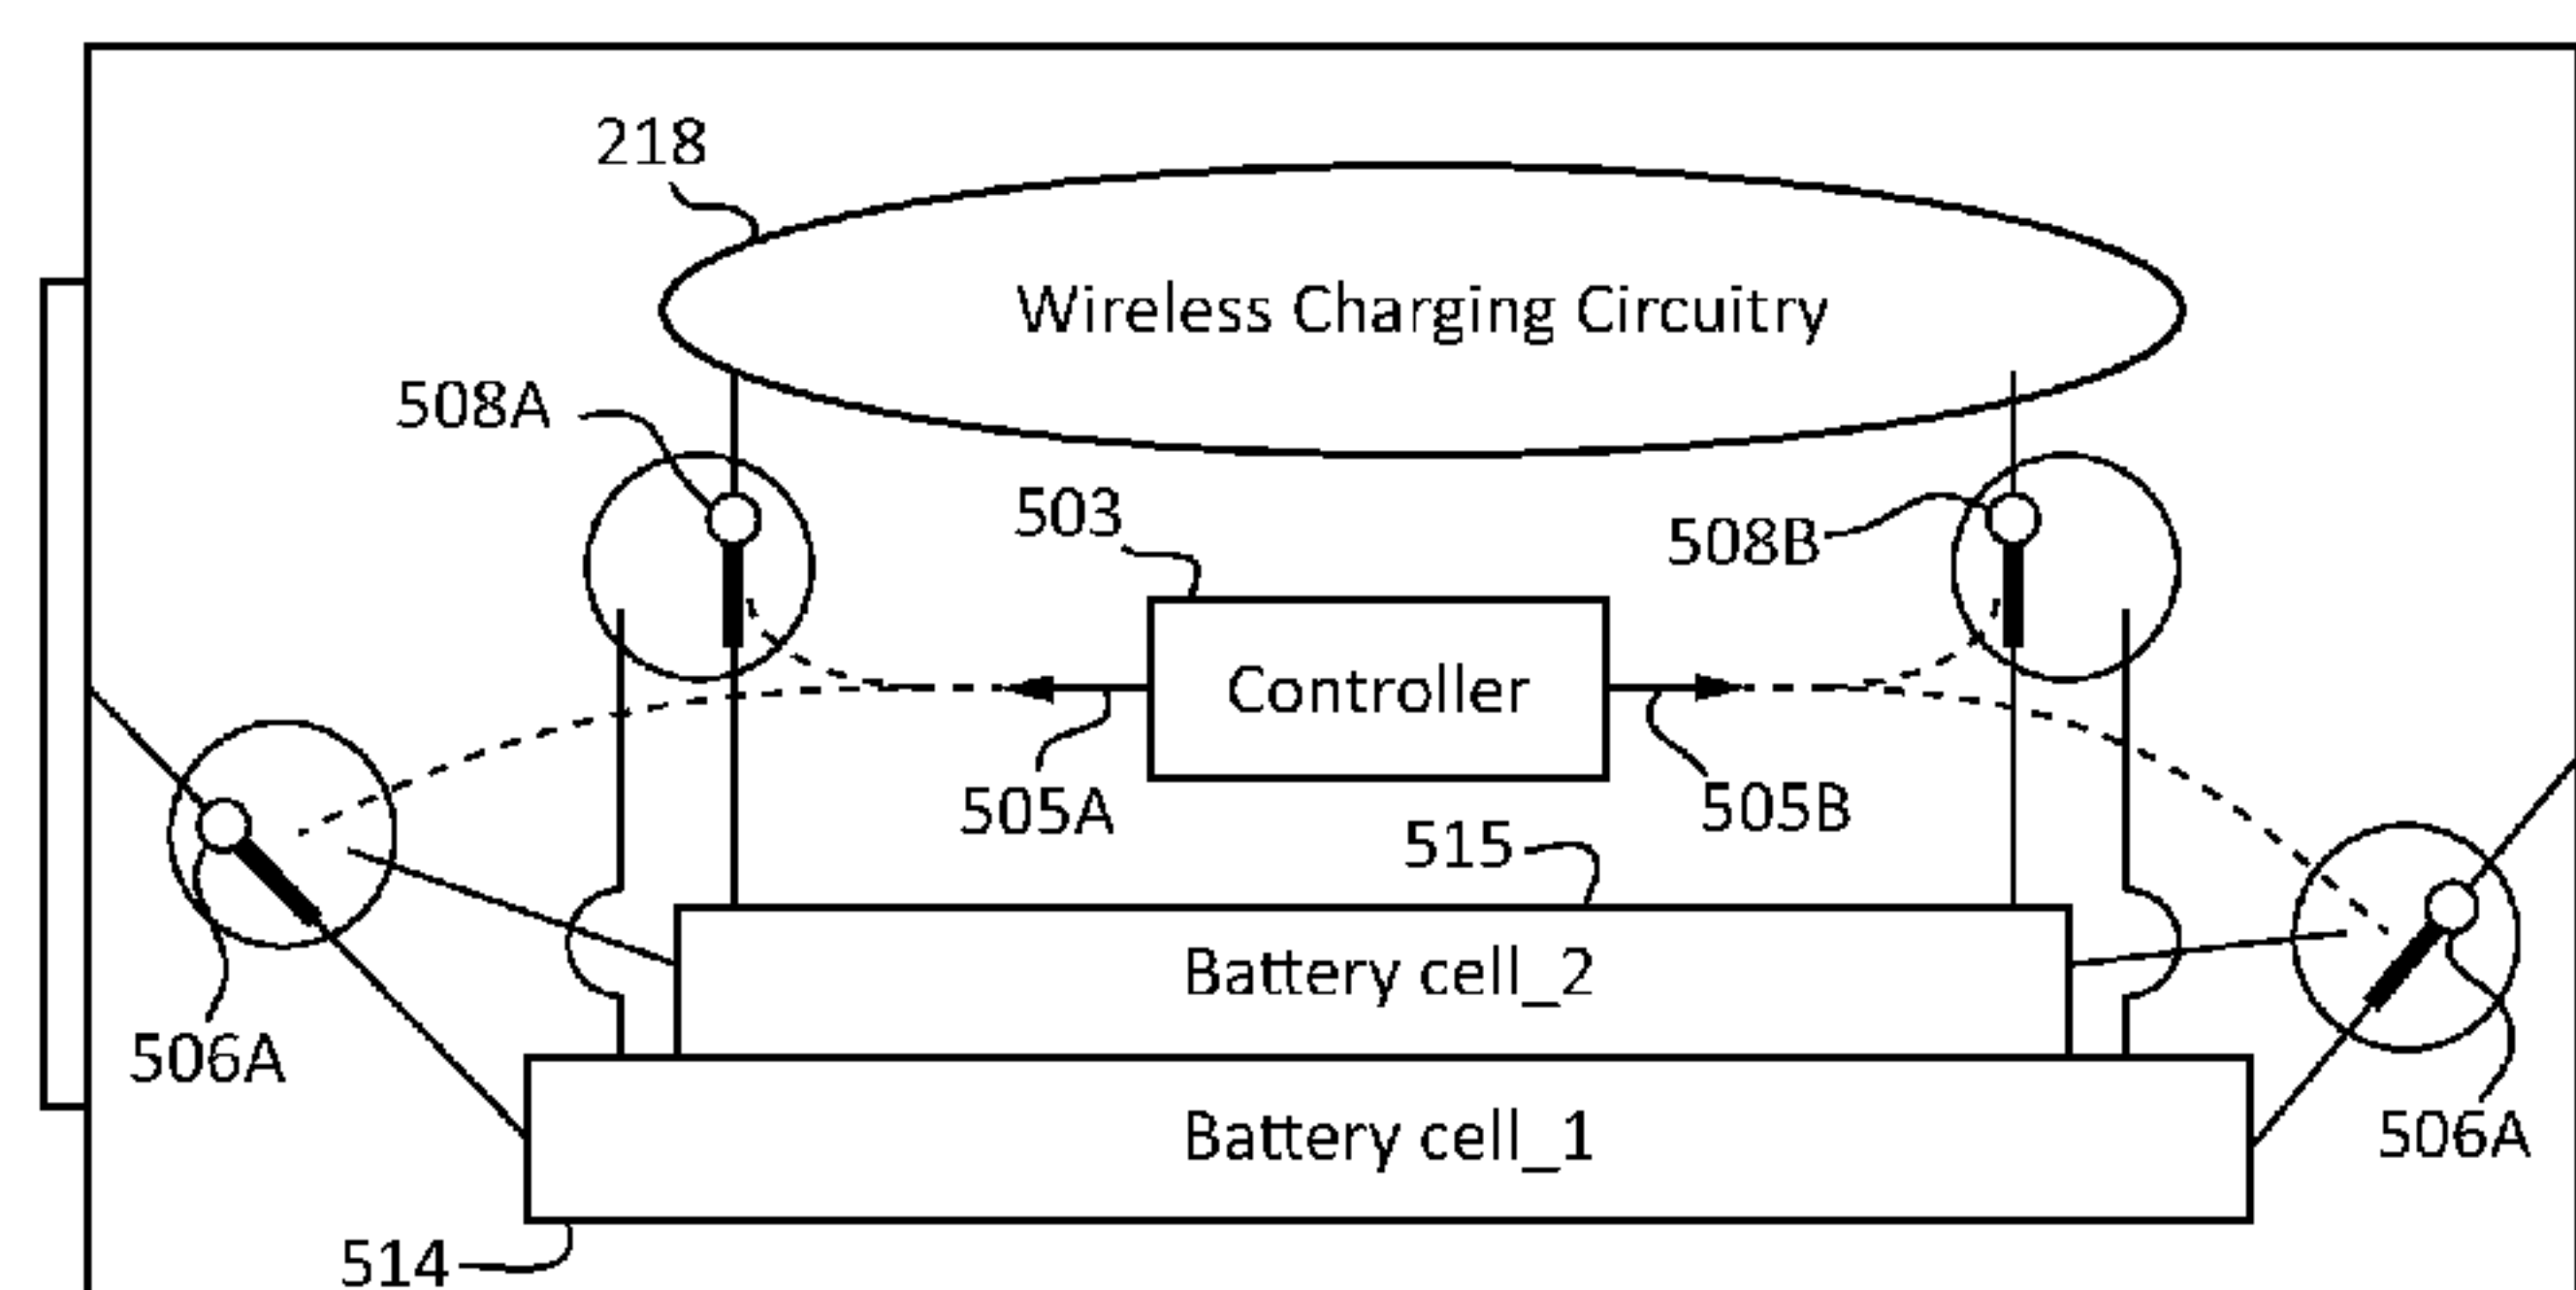 218
Wireless Charging Circuitry
508A
503
508B
Controller
505A
505B
515
Battery cell_2
506A
Battery cell_1
506A
514